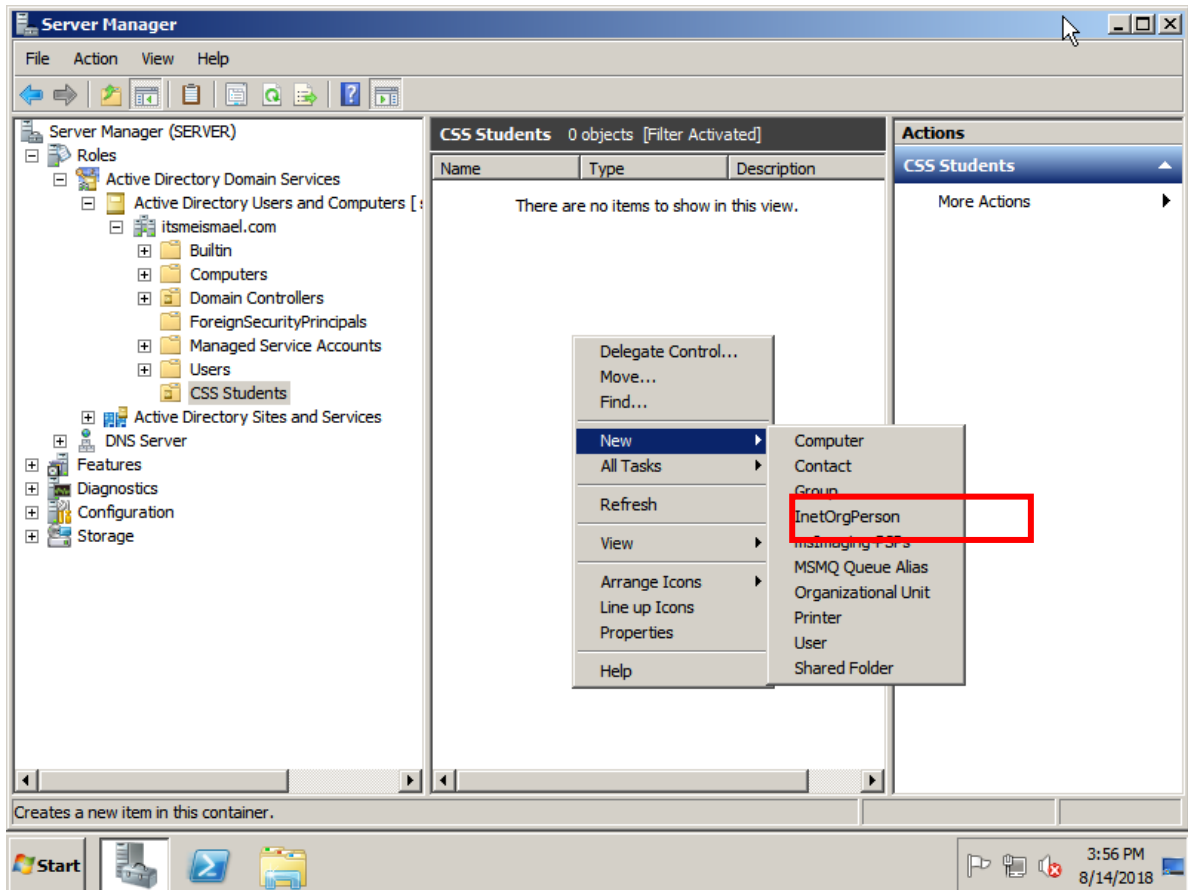 Server Manager
File Action View Help
Server Manager (SERVER)
Roles
Active Directory Domain Services
Active Directory Users and Computers [
itsmeismael.com
Builtin
Computers
Domain Controllers
ForeignSecurityPrincipals
Managed Service Accounts
Users
CSS Students
Active Directory Sites and Services
DNS Server
Features
Diagnostics
Configuration
Storage
CSS Students 0 objects [Filter Activated]
Name Type Description
There are no items to show in this view.
Delegate Control...
Move...
Find...
New
All Tasks
Refresh
View
Arrange Icons
Line up Icons
Properties
Help
Computer
Contact
Group
InetOrgPerson
msImaging PSPs
MSMQ Queue Alias
Organizational Unit
Printer
User
Shared Folder
Actions
CSS Students
More Actions
Creates a new item in this container.
Start
3:56 PM
8/14/2018